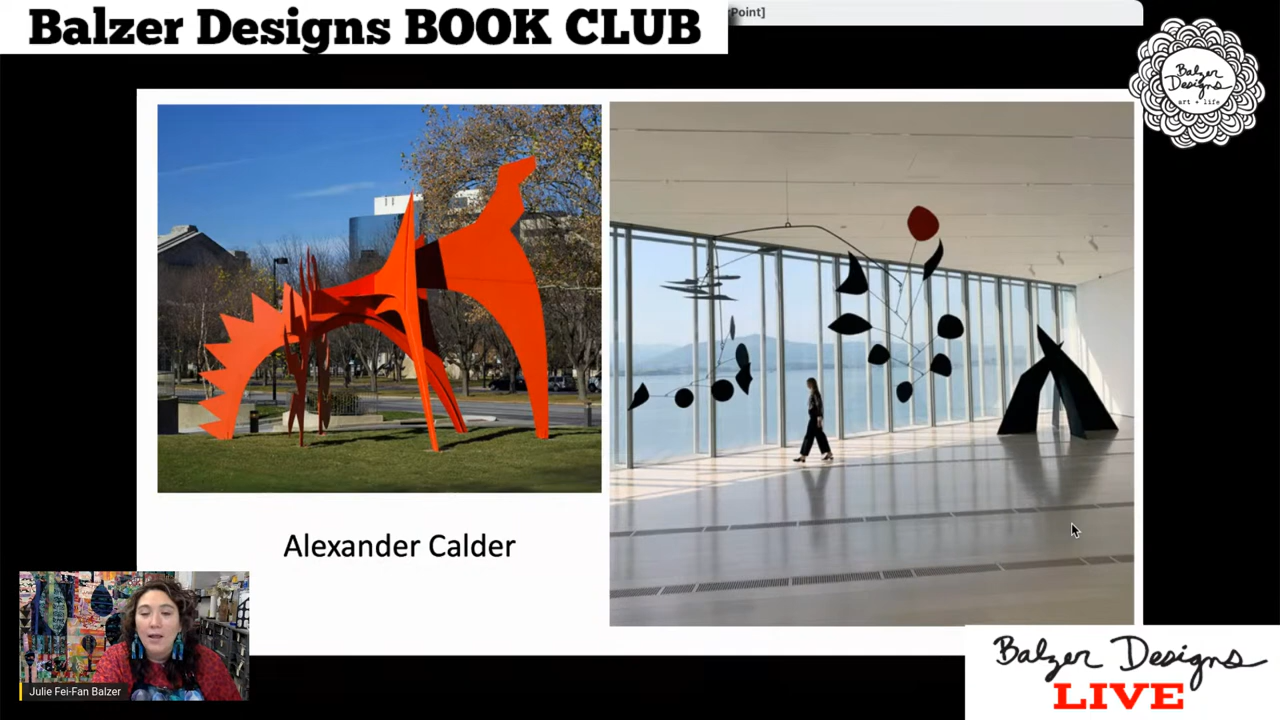 Balzer Designs BOOK CLUB
Point]
Balzer
Designs
art + life
Alexander Calder
Julie Fei-Fan Balzer
Balzer Designs
LIVE